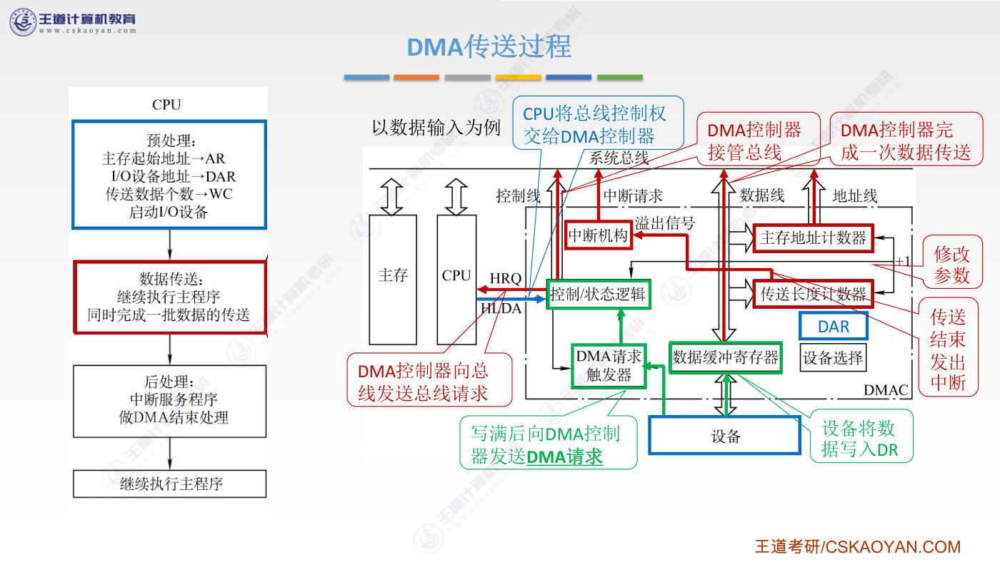 王道计算机教育
www.cskaoyan.com
DMA传送过程
CPU
预处理：
主存起始地址→AR
I/O设备地址→DAR
传送数据个数→WC
启动I/O设备
数据传送：
继续执行主程序
同时完成一批数据的传送
后处理：
中断服务程序
做DMA结束处理
继续执行主程序
以数据输入为例
CPU将总线控制权
交给DMA控制器
DMA控制器
接管总线
DMA控制器完
成一次数据传送
系统总线
控制线
中断请求
数据线
地址线
中断机构
溢出信号
主存地址计数器
+1
修改
参数
主存
CPU
HRQ
HLDA
控制/状态逻辑
传送长度计数器
传送
结束
发出
中断
DAR
设备选择
DMA请求
触发器
数据缓冲寄存器
DMAC
DMA控制器向总
线发送总线请求
写满后向DMA控制
器发送DMA请求
设备
设备将数
据写入DR
王道考研/CSKAOYAN.COM
王道计算机考研